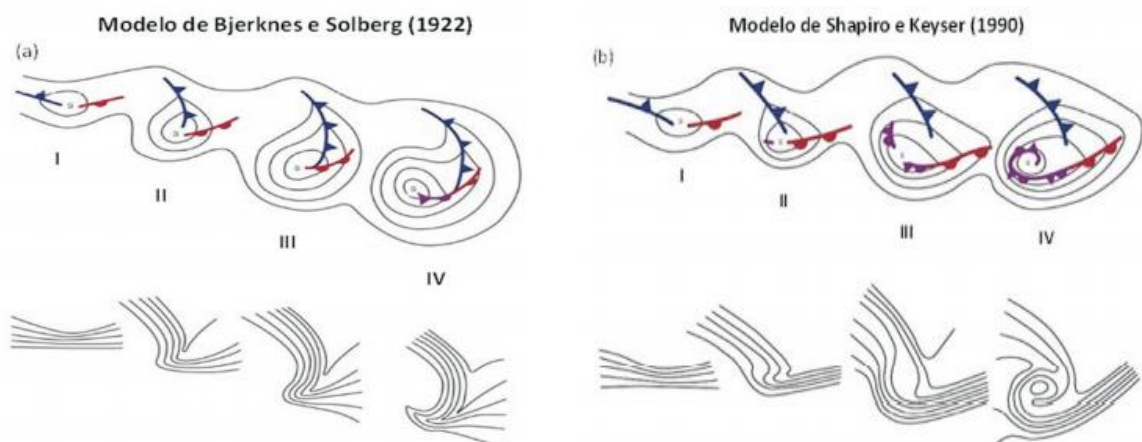 Modelo de Bjerknes e Solberg (1922)
(a)
I
II
III
IV
Modelo de Shapiro e Keyser (1990)
(b)
I
II
III
IV